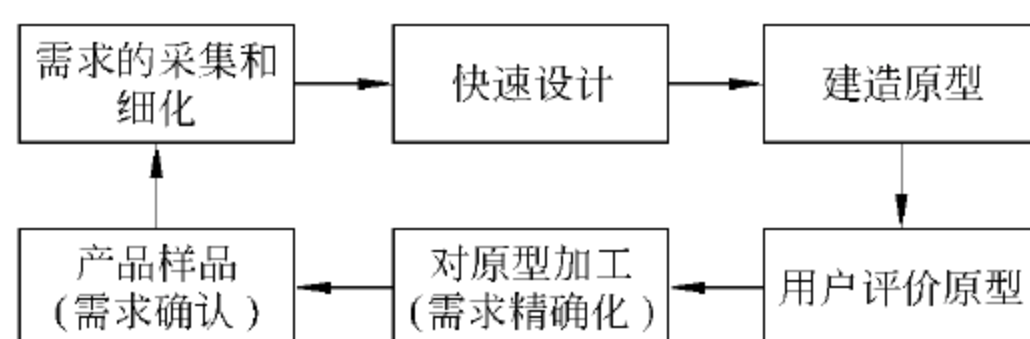 需求的采集和
细化
快速设计
建造原型
产品样品
(需求确认)
对原型加工
(需求精确化)
用户评价原型